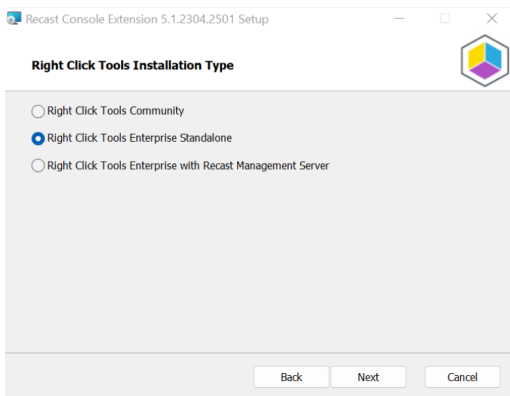 Recast Console Extension 5.1.2304.2501 Setup
Right Click Tools Installation Type
Right Click Tools Community
Right Click Tools Enterprise Standalone
Right Click Tools Enterprise with Recast Management Server
Back Next Cancel